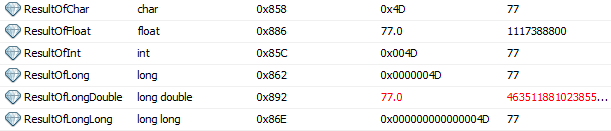 ResultOfChar char 0x858 0x4D 77
ResultOfFloat float 0x886 77.0 1117388800
ResultOfInt int 0x85C 0x004D 77
ResultOfLong long 0x862 0x0000004D 77
ResultOfLongDouble long double 0x892 77.0 463511881023855...
ResultOfLongLong long long 0x86E 0x000000000000004D 77